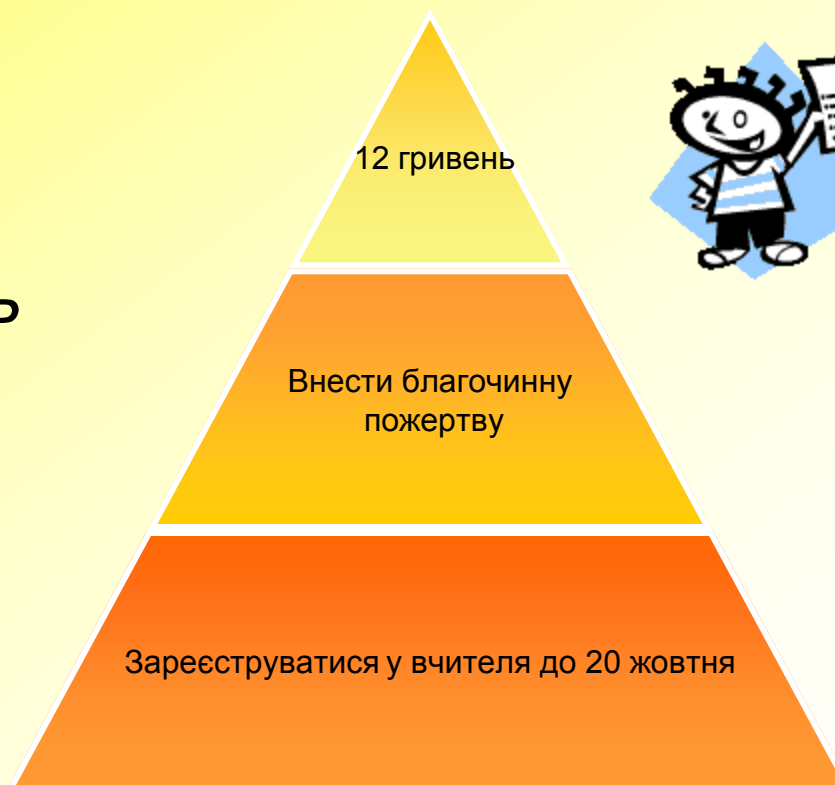 12 гривень
Ь
Внести благочинну
пожертву
Зареєструватися у вчителя до 20 жовтня